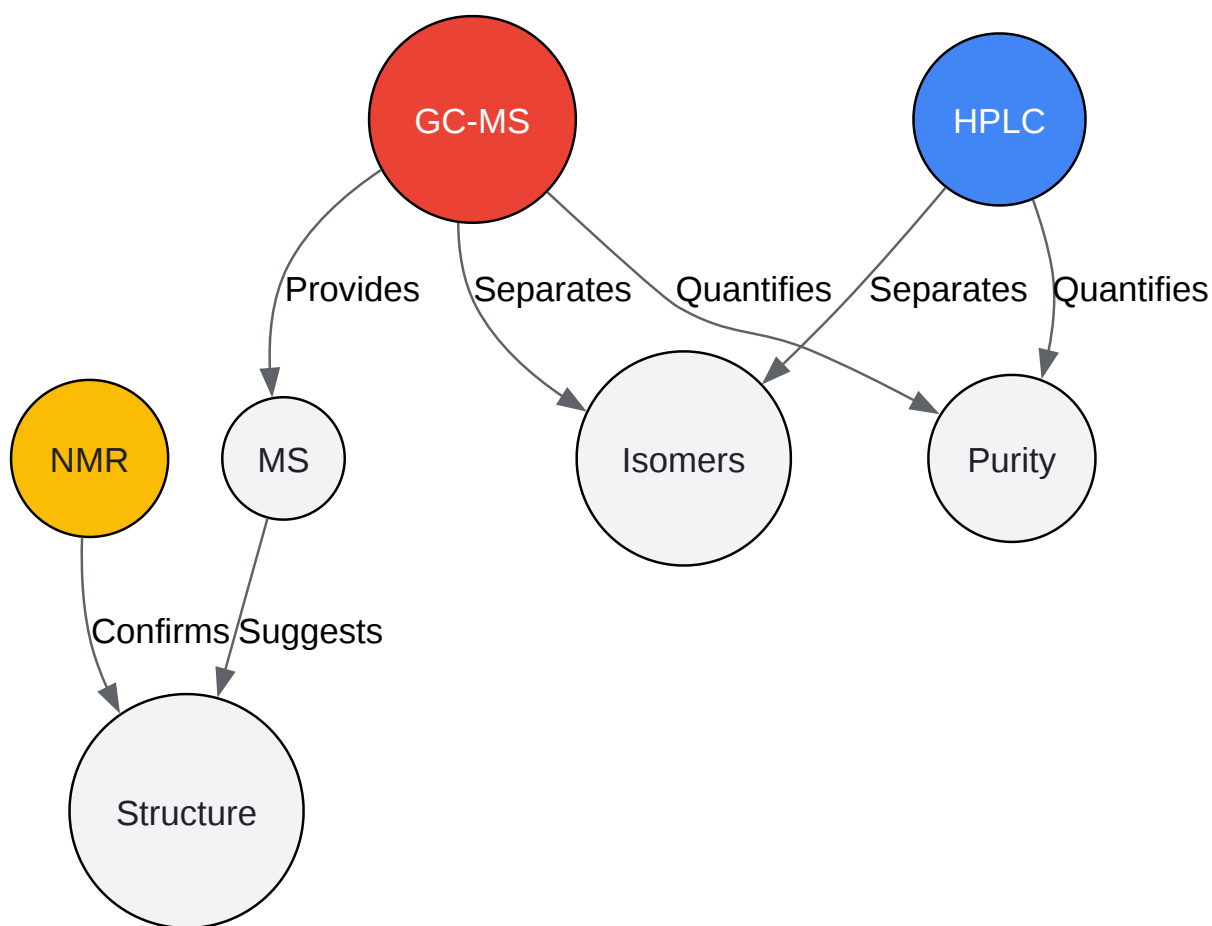 GC-MS
HPLC
Provides
Separates
Quantifies
Separates
Quantifies
NMR
MS
Isomers
Purity
Confirms
Suggests
Structure